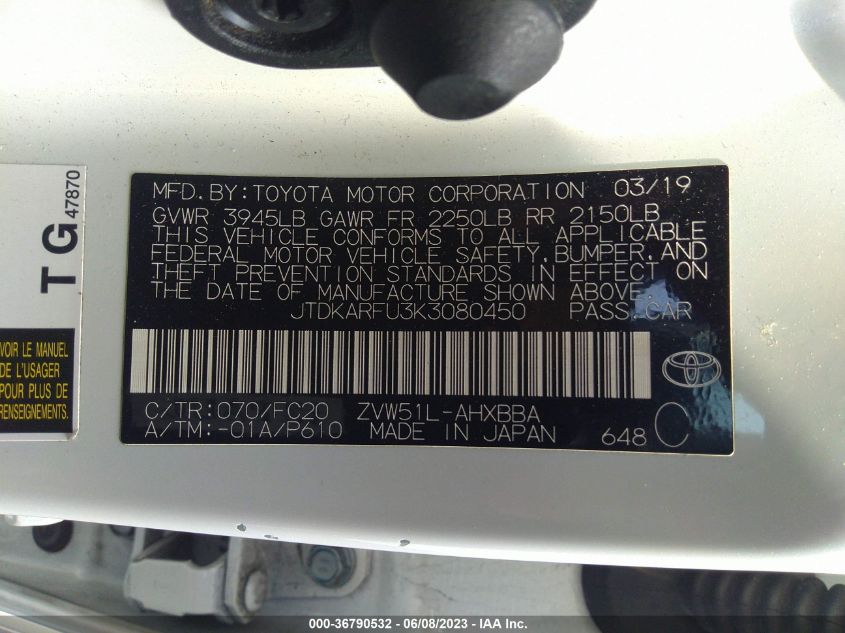 MFD. BY: TOYOTA MOTOR CORPORATION 03/19
GVWR 3945LB GAWR FR 2250LB RR 2150LB
THIS VEHICLE CONFORMS TO ALL APPLICABLE
FEDERAL MOTOR VEHICLE SAFETY, BUMPER, AND
THEFT PREVENTION STANDARDS IN EFFECT ON
THE DATE OF MANUFACTURE SHOWN ABOVE.
JTDKARFU3K3080450 PASS. CAR
C/TR: 070/FC20 ZVW51L-AHXBBA
A/TM: -01A/P610 MADE IN JAPAN 648 C
TG
47870
VOIR LE MANUEL
DE L'USAGER
POUR PLUS DE
RENSEIGNEMENTS
000-36790532 - 06/08/2023 - IAA Inc.